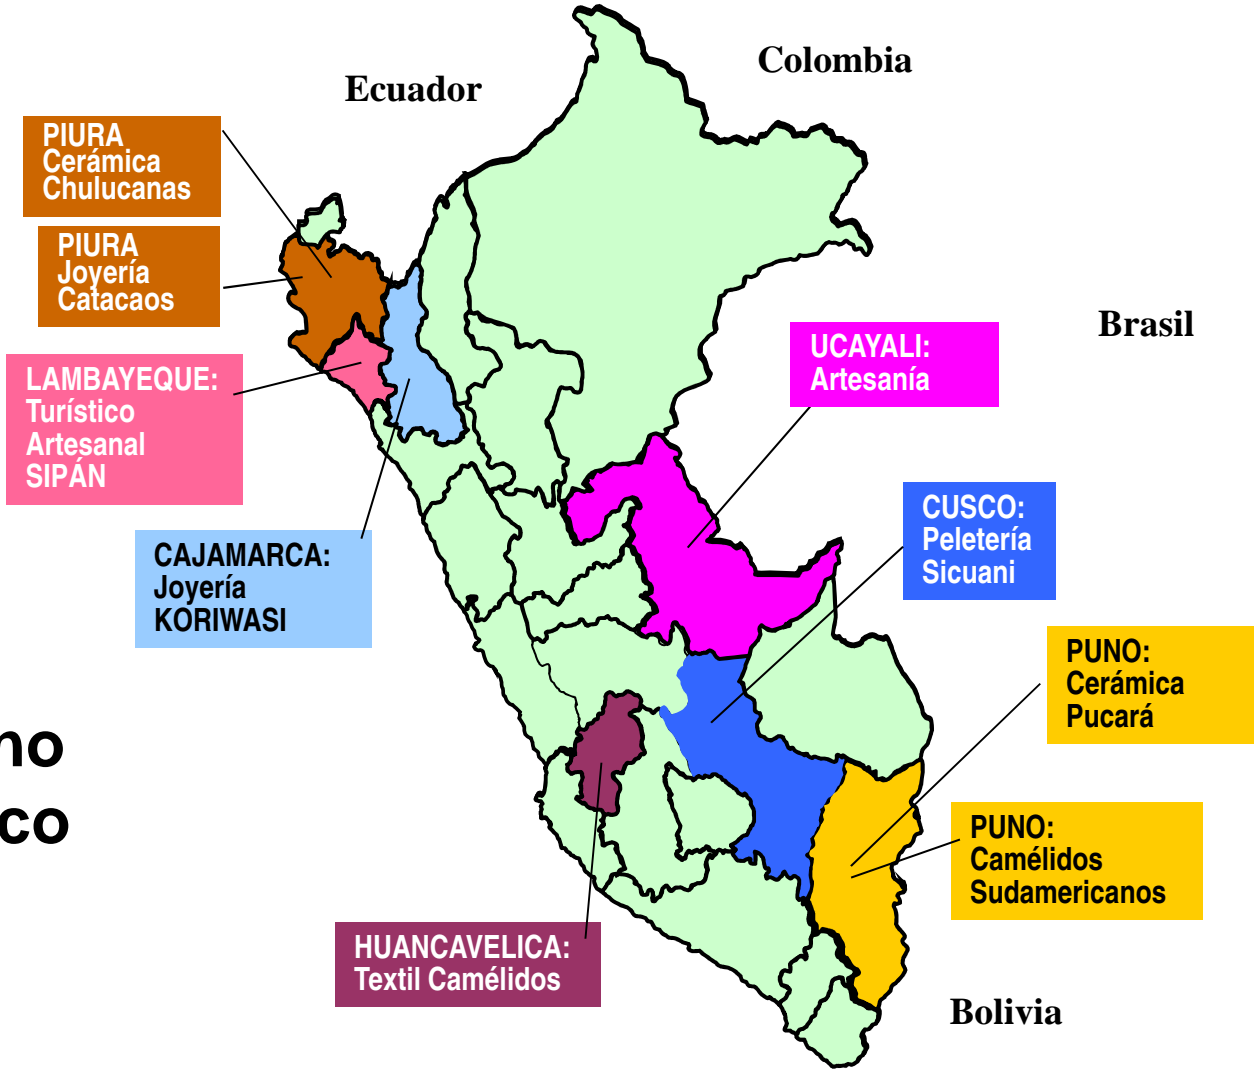 Colombia
Ecuador
PIURA
Cerámica
Chulucanas
PIURA
Joyería
Catacaos
Brasil
UCAYALI:
Artesanía
LAMBAYEQUE:
Turístico
Artesanal
SIPÁN
CUSCO:
Peletería
Sicuani
CAJAMARCA:
Joyería
KORIWASI
PUNO:
Cerámica
Pucará
no
co
PUNO:
Camélidos
Sudamericanos
HUANCAVELICA:
Textil Camélidos
Bolivia